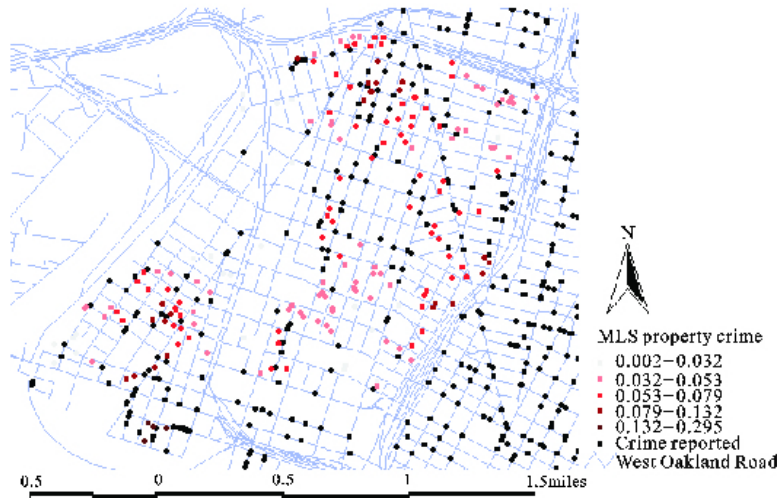 N
MLS property crime
0.002−0.032
0.032−0.053
0.053−0.079
0.079−0.132
0.132−0.295
Crime reported
West Oakland Road
0.5 0 0.5 1 1.5miles